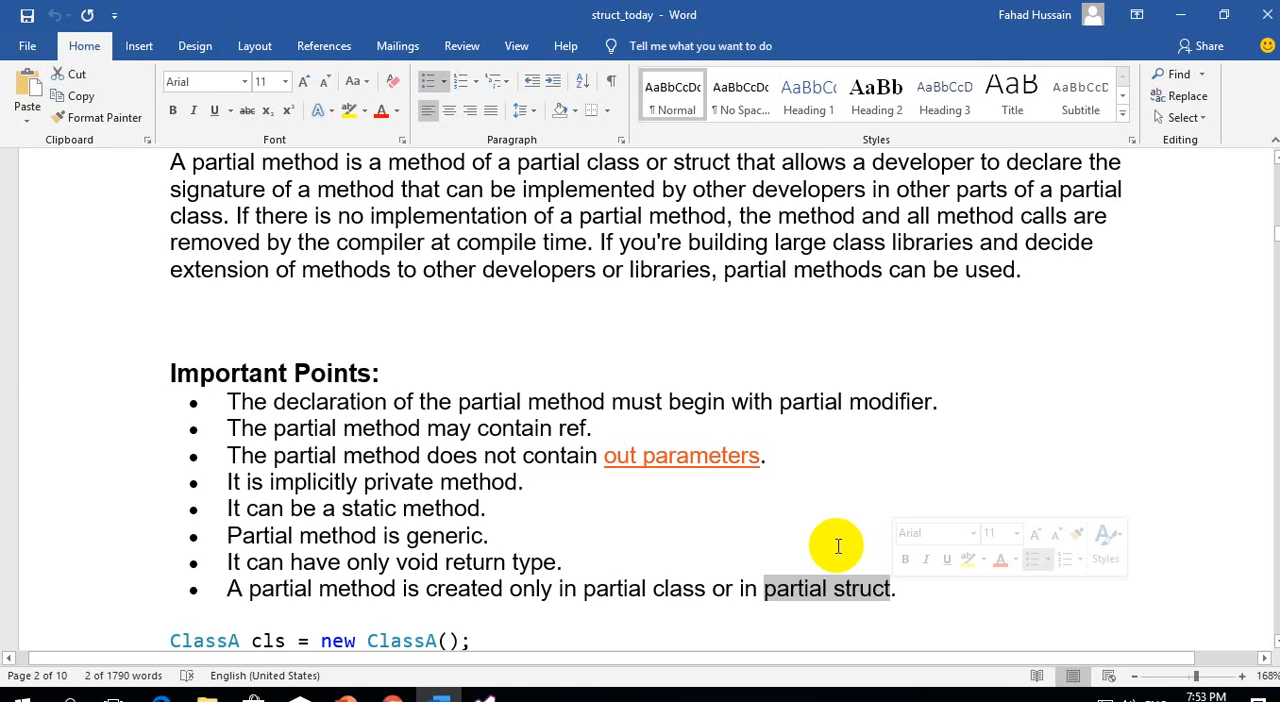 struct_today - Word
Fahad Hussain
File Home Insert Design Layout References Mailings Review View Help Tell me what you want to do Share
Paste
Cut
Copy
Format Painter
Clipboard
Arial 11
Font
Paragraph
AaBbCcDc AaBbCcDc AaBbCc AaBb AaBbCcD AaB AaBbCcD
¶ Normal ¶ No Spac... Heading 1 Heading 2 Heading 3 Title Subtitle
Styles
Find
Replace
Select
Editing
A partial method is a method of a partial class or struct that allows a developer to declare the
signature of a method that can be implemented by other developers in other parts of a partial
class. If there is no implementation of a partial method, the method and all method calls are
removed by the compiler at compile time. If you're building large class libraries and decide
extension of methods to other developers or libraries, partial methods can be used.
Important Points:
• The declaration of the partial method must begin with partial modifier.
• The partial method may contain ref.
• The partial method does not contain out parameters.
• It is implicitly private method.
• It can be a static method.
• Partial method is generic.
• It can have only void return type.
• A partial method is created only in partial class or in partial struct.
Arial 11
Styles
ClassA cls = new ClassA();
Page 2 of 10 2 of 1790 words English (United States) 168%
7:53 PM